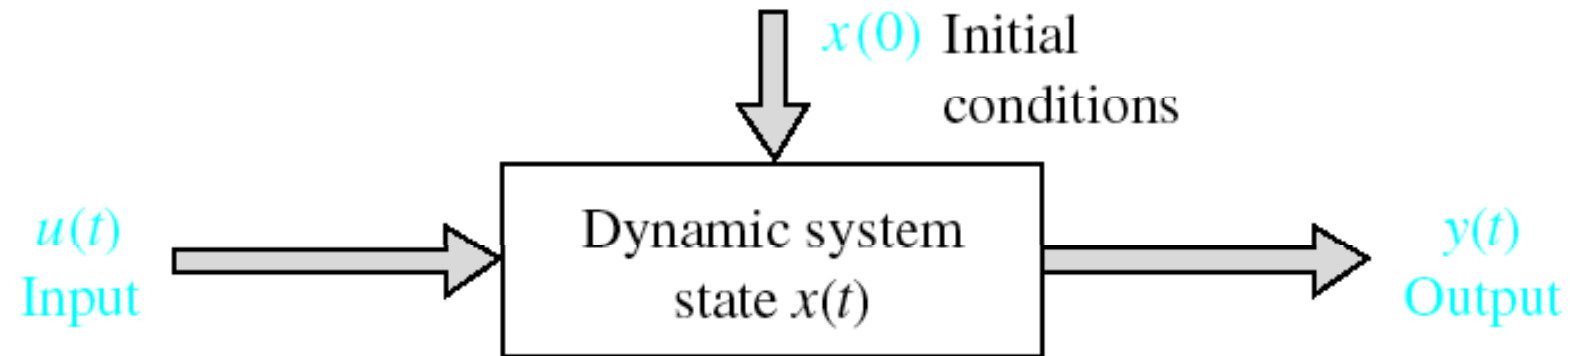 x(0) Initial
conditions
u(t)
Input
Dynamic system
state x(t)
y(t)
Output